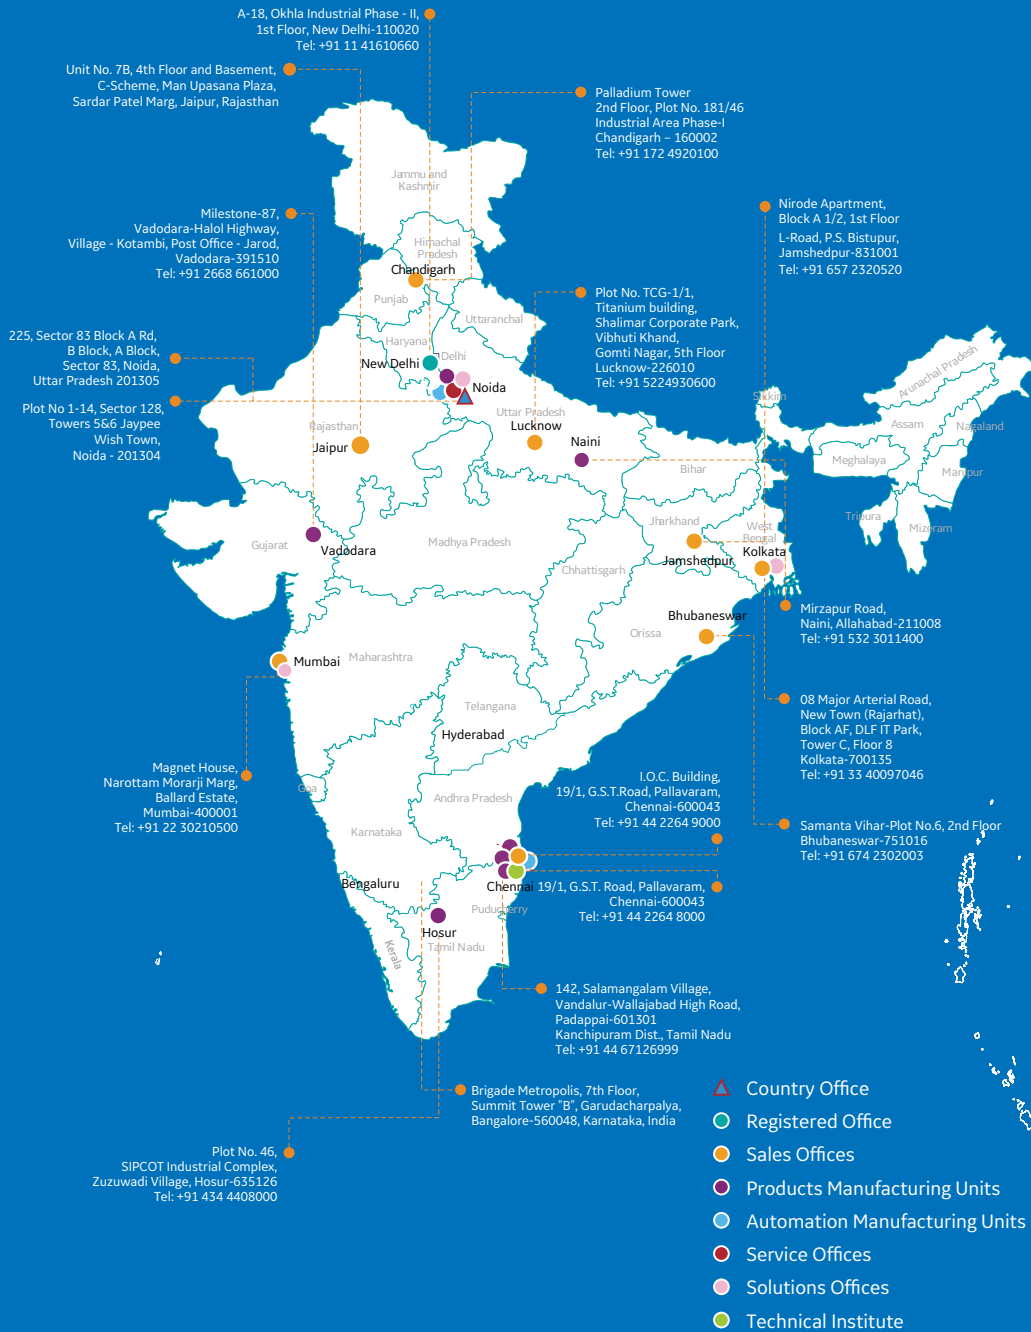 A-18, Okhla Industrial Phase - II,
1st Floor, New Delhi-110020
Tel: +91 11 41610660
Unit No. 7B, 4th Floor and Basement,
C-Scheme, Man Upasana Plaza,
Sardar Patel Marg, Jaipur, Rajasthan
Palladium Tower
2nd Floor, Plot No. 181/46
Industrial Area Phase-I
Chandigarh – 160002
Tel: +91 172 4920100
Jammu and
Kashmir
Milestone-87,
Vadodara-Halol Highway,
Village - Kotambi, Post Office - Jarod,
Vadodara-391510
Tel: +91 2668 661000
Nirode Apartment,
Block A 1/2, 1st Floor
L-Road, P.S. Bistupur,
Jamshedpur-831001
Tel: +91 657 2320520
Himachal
Pradesh
Chandigarh
Punjab
Uttaranchal
Plot No. TCG-1/1,
Titanium building,
Shalimar Corporate Park,
Vibhuti Khand,
Gomti Nagar, 5th Floor
Lucknow-226010
Tel: +91 5224930600
225, Sector 83 Block A Rd,
B Block, A Block,
Sector 83, Noida,
Uttar Pradesh 201305
Haryana
Delhi
New Delhi
Noida
Plot No 1-14, Sector 128,
Towers 5&6 Jaypee
Wish Town,
Noida - 201304
Arunachal Pradesh
Sikkim
Assam
Nagaland
Meghalaya
Manipur
Tripura
Mizeram
Rajasthan
Jaipur
Uttar Pradesh
Lucknow
Naini
Bihar
Jharkhand
West
Bengal
Kolkata
Jamshedpur
Gujarat
Vadodara
Madhya Pradesh
Chhattisgarh
Bhubaneswar
Orissa
Mirzapur Road,
Naini, Allahabad-211008
Tel: +91 532 3011400
Mumbai
Maharashtra
Telangana
Hyderabad
08 Major Arterial Road,
New Town (Rajarhat),
Block AF, DLF IT Park,
Tower C, Floor 8
Kolkata-700135
Tel: +91 33 40097046
Magnet House,
Narottam Morarji Marg,
Ballard Estate,
Mumbai-400001
Tel: +91 22 30210500
Goa
Andhra Pradesh
Karnataka
I.O.C. Building,
19/1, G.S.T.Road, Pallavaram,
Chennai-600043
Tel: +91 44 2264 9000
Samanta Vihar-Plot No.6, 2nd Floor
Bhubaneswar-751016
Tel: +91 674 2302003
Bengaluru
Chennai
19/1, G.S.T. Road, Pallavaram,
Chennai-600043
Tel: +91 44 2264 8000
Puducherry
Hosur
Tamil Nadu
Kerala
142, Salamangalam Village,
Vandalur-Wallajabad High Road,
Padappai-601301
Kanchipuram Dist., Tamil Nadu
Tel: +91 44 67126999
Brigade Metropolis, 7th Floor,
Summit Tower "B", Garudacharpalya,
Bangalore-560048, Karnataka, India
Plot No. 46,
SIPCOT Industrial Complex,
Zuzuwadi Village, Hosur-635126
Tel: +91 434 4408000
Country Office
Registered Office
Sales Offices
Products Manufacturing Units
Automation Manufacturing Units
Service Offices
Solutions Offices
Technical Institute